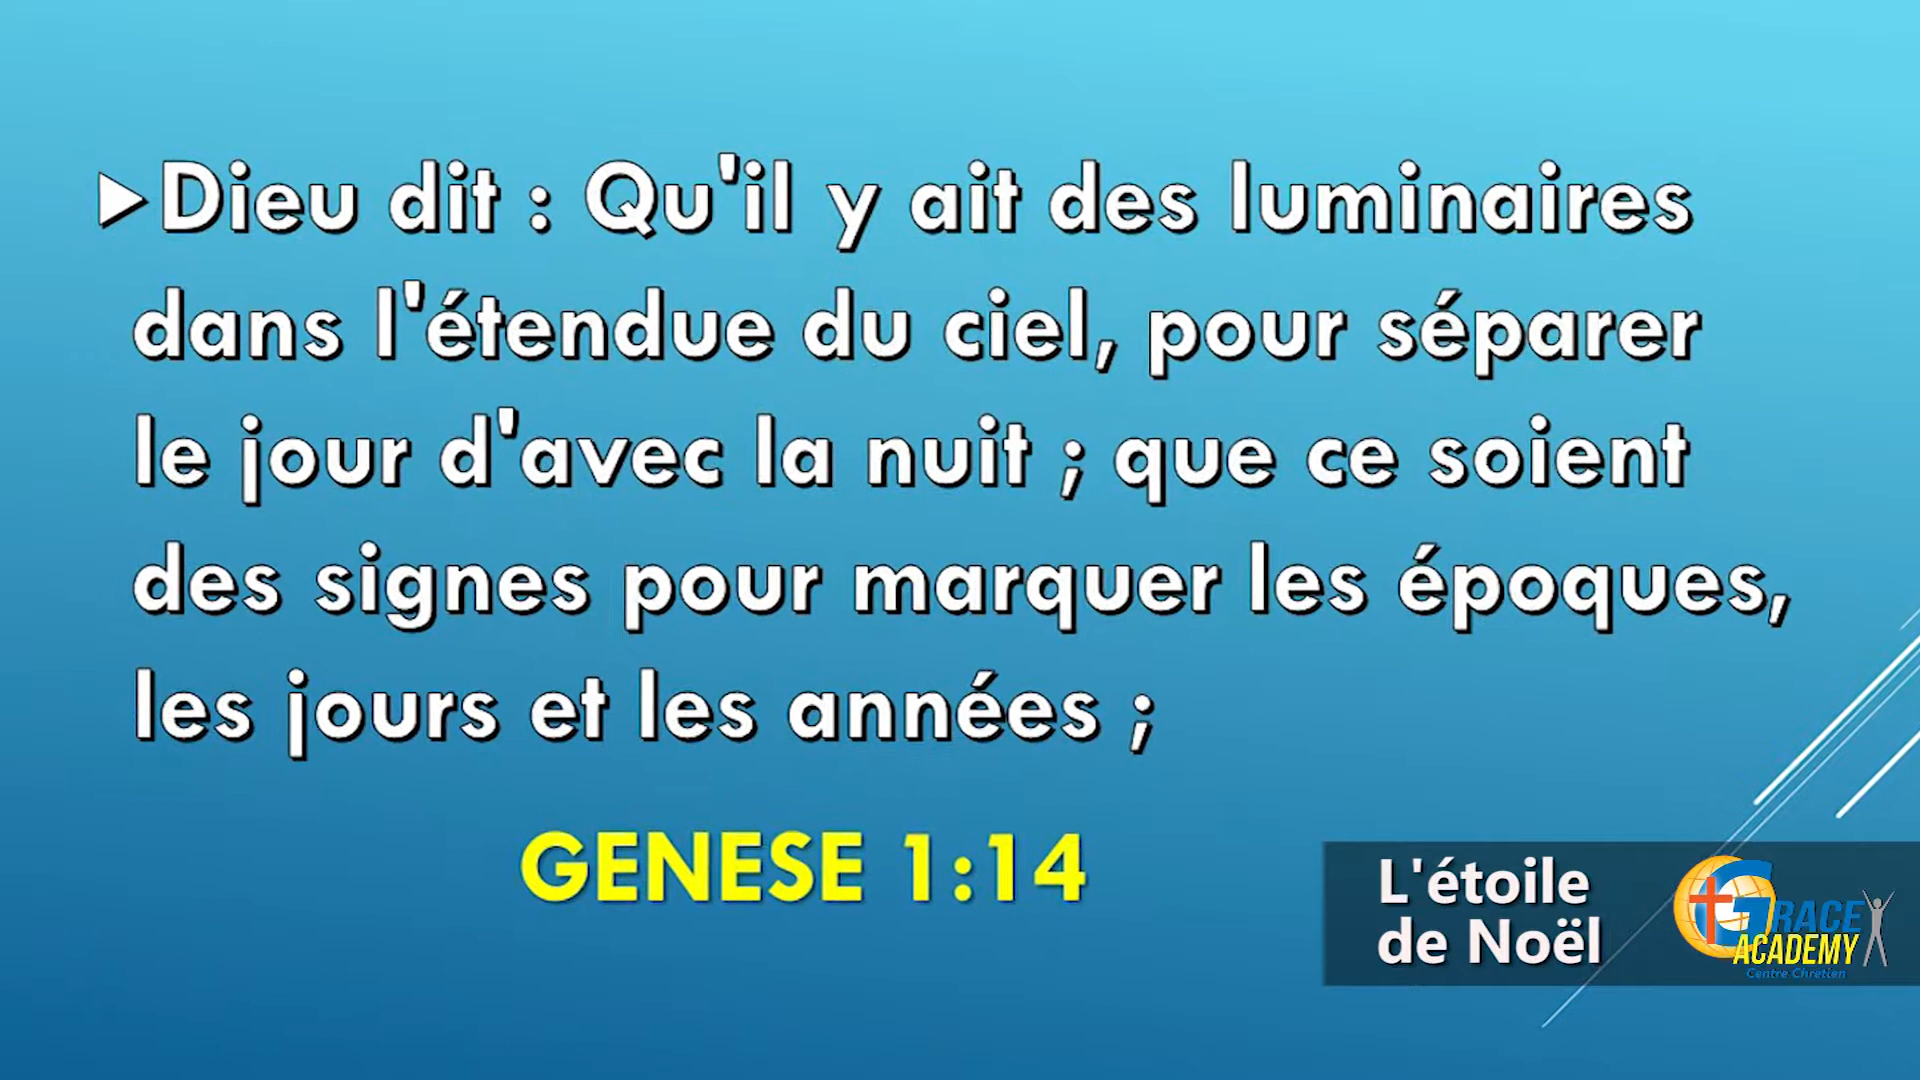 Dieu dit : Qu'il y ait des luminaires
dans l'étendue du ciel, pour séparer
le jour d'avec la nuit ; que ce soient
des signes pour marquer les époques,
les jours et les années ;
GENESE 1:14
L'étoile
de Noël
GRACE
ACADEMY
Centre Chretien